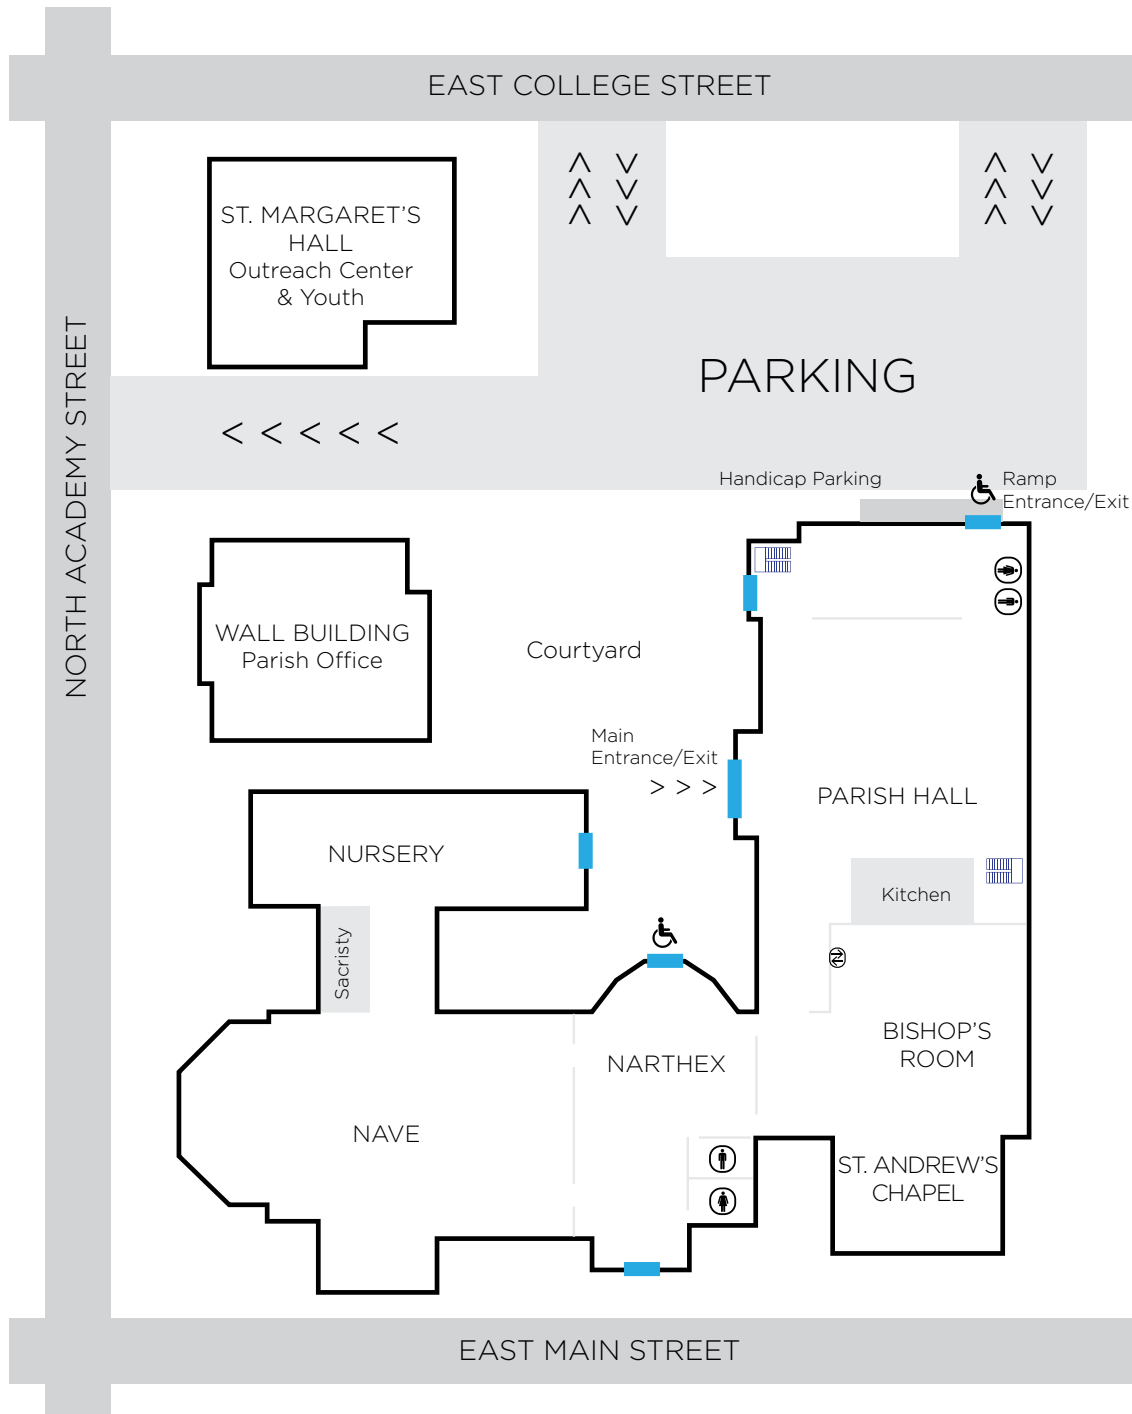 EAST COLLEGE STREET
ST. MARGARET'S
HALL
Outreach Center
& Youth
NORTH ACADEMY STREET
PARKING
Handicap Parking
Ramp
Entrance/Exit
WALL BUILDING
Parish Office
Courtyard
Main
Entrance/Exit
PARISH HALL
NURSERY
Kitchen
Sacristy
BISHOP'S
ROOM
NARTHEX
NAVE
ST. ANDREW'S
CHAPEL
EAST MAIN STREET